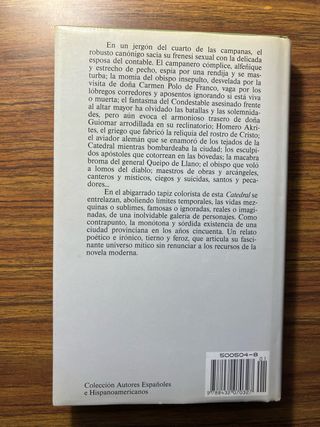 En un jergón del cuarto de las campanas, el
robusto canónigo sacia su frenesí sexual con la delicada
esposa del contable. El campanero cómplice, alfeñique
y estrecho de pecho, espía por una rendija y se mas-
turba; la momia del obispo insepulto, desvelada por la
visita de doña Carmen Polo de Franco, vaga por los
lóbregos corredores y aposentos ignorando si está viva
o muerta; el fantasma del Condestable asesinado frente
al altar mayor ha olvidado las batallas y las solemnida-
des, pero aún evoca el armonioso trasero de doña
Guiomar arrodillada en su reclinatorio; Homero Akri-
tes, el griego que fabricó la reliquia del rostro de Cristo;
el aviador alemán que se enamoró de los tejados de la
Catedral mientras bombardeaba la ciudad; los esculpi-
dos apóstoles que cotorrean en las bóvedas; la macabra
broma del general Queipo de Llano; el obispo que voló
a lomos del diablo; maestros de obras y arcángeles,
canteros y místicos, ciegos y suicidas, santos y peca-
dores...
En el abigarrado tapiz colorista de esta Catedral se
entrelazan, aboliendo límites temporales, las vidas mez-
quinas o sublimes, famosas o ignoradas, reales o imagi-
nadas, de una inolvidable galería de personajes. Como
contrapunto, la monótona y sórdida existencia de una
ciudad provinciana en los años cincuenta. Un relato
poético e irónico, tierno y feroz, que articula su fasci-
nante universo mítico sin renunciar a los recursos de la
novela moderna.
500504-8
01
9 788432 070327
Colección Autores Españoles
e Hispanoamericanos